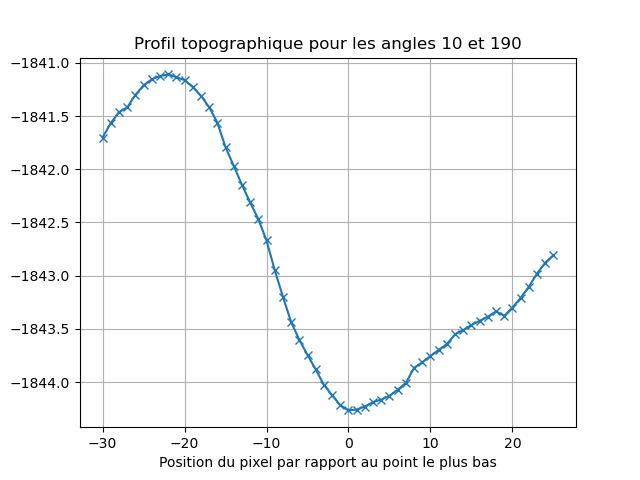 Profil topographique pour les angles 10 et 190
−1841.0
−1841.5
−1842.0
−1842.5
−1843.0
−1843.5
−1844.0
−30 −20 −10 0 10 20
Position du pixel par rapport au point le plus bas